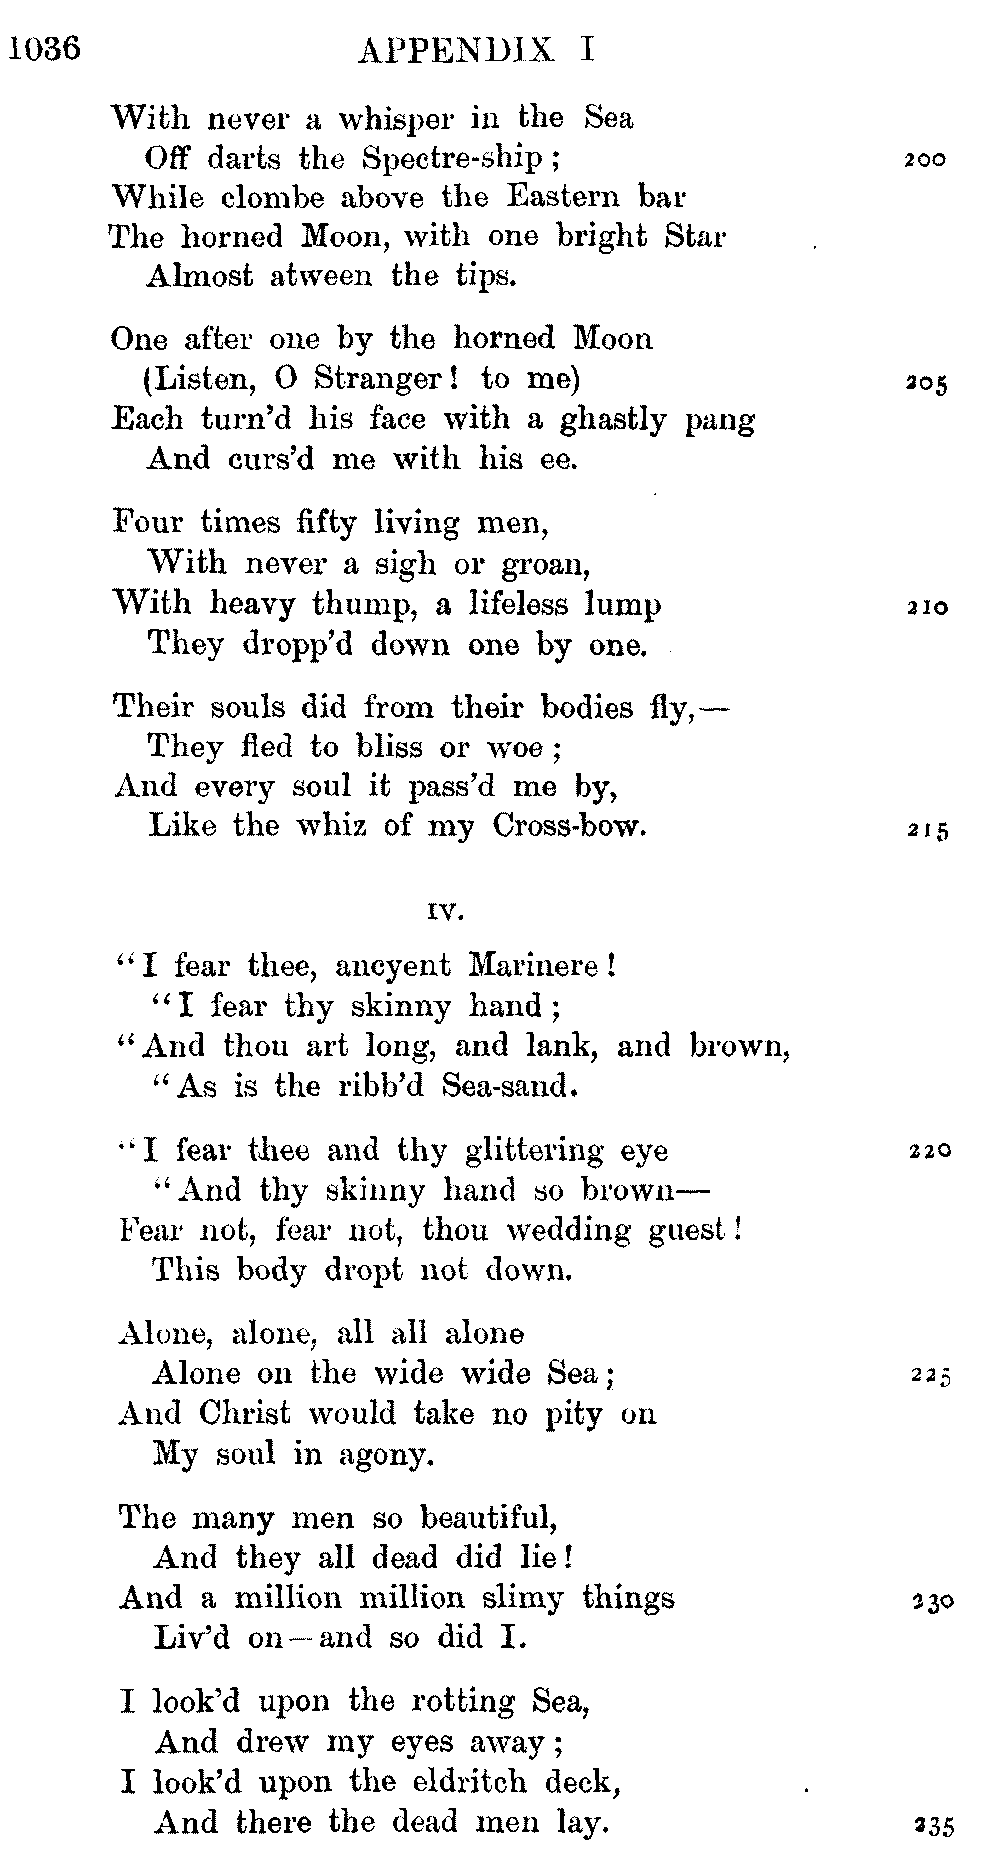 1036 APPENDIX I
With never a whisper in the Sea
Off darts the Spectre-ship; 200
While clombe above the Eastern bar
The horned Moon, with one bright Star
Almost atween the tips.
One after one by the horned Moon
(Listen, O Stranger! to me) 205
Each turn'd his face with a ghastly pang
And curs'd me with his ee.
Four times fifty living men,
With never a sigh or groan,
With heavy thump, a lifeless lump 210
They dropp'd down one by one.
Their souls did from their bodies fly,—
They fled to bliss or woe;
And every soul it pass'd me by,
Like the whiz of my Cross-bow. 215
IV.
"I fear thee, ancyent Marinere!
"I fear thy skinny hand;
"And thou art long, and lank, and brown,
"As is the ribb'd Sea-sand.
"I fear thee and thy glittering eye 220
"And thy skinny hand so brown—
Fear not, fear not, thou wedding guest!
This body dropt not down.
Alone, alone, all all alone
Alone on the wide wide Sea; 225
And Christ would take no pity on
My soul in agony.
The many men so beautiful,
And they all dead did lie!
And a million million slimy things 230
Liv'd on—and so did I.
I look'd upon the rotting Sea,
And drew my eyes away;
I look'd upon the eldritch deck,
And there the dead men lay. 235